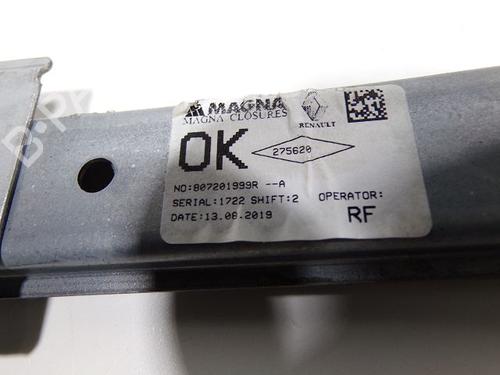 MAGNA
MAGNA CLOSURES
RENAULT
OK
275620
NO:807201999R --A
SERIAL:1722 SHIFT:2 OPERATOR:
DATE:13.08.2019 RF
B-P